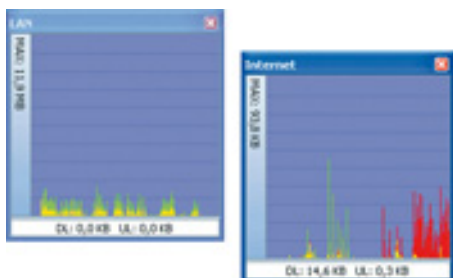 LAN
MAX: 11,9 MB
DL: 0,0 KB UL: 0,0 KB
Internet
MAX: 93,8 KB
DL: 14,6 KB UL: 0,3 KB